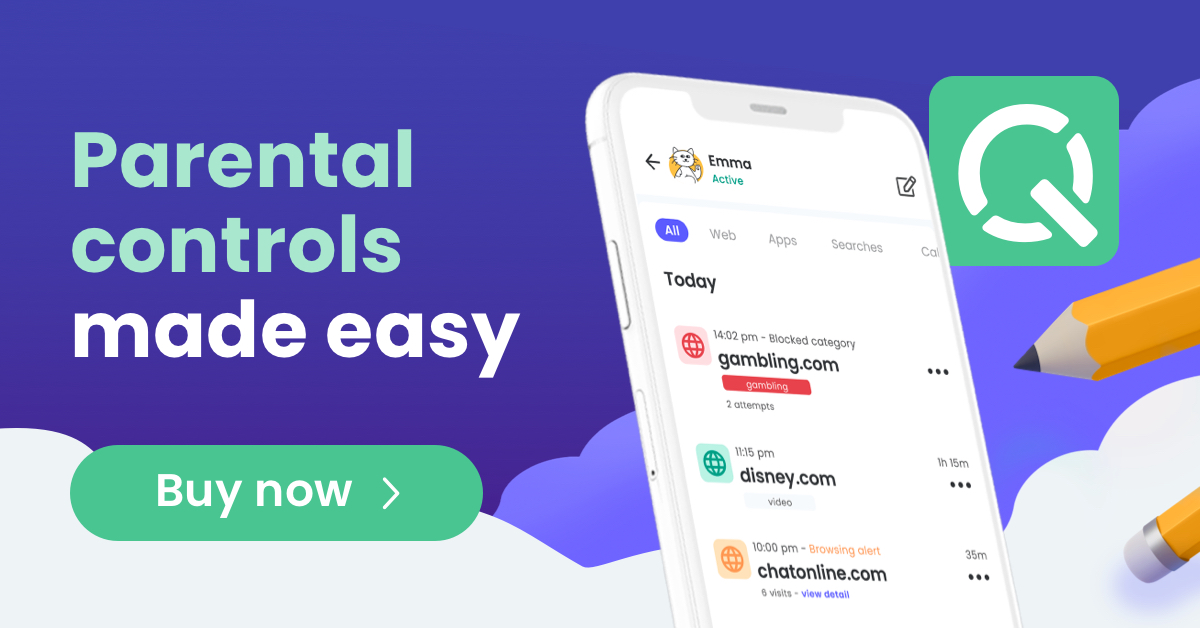 Parental
controls
made easy
Buy now
Emma
Active
All Web Apps Searches Cal
Today
14:02 pm - Blocked category
gambling.com
gambling
2 attempts
11:15 pm
disney.com
video
1h 15m
10:00 pm - Browsing alert
chatonline.com
6 visits - view detail
35m